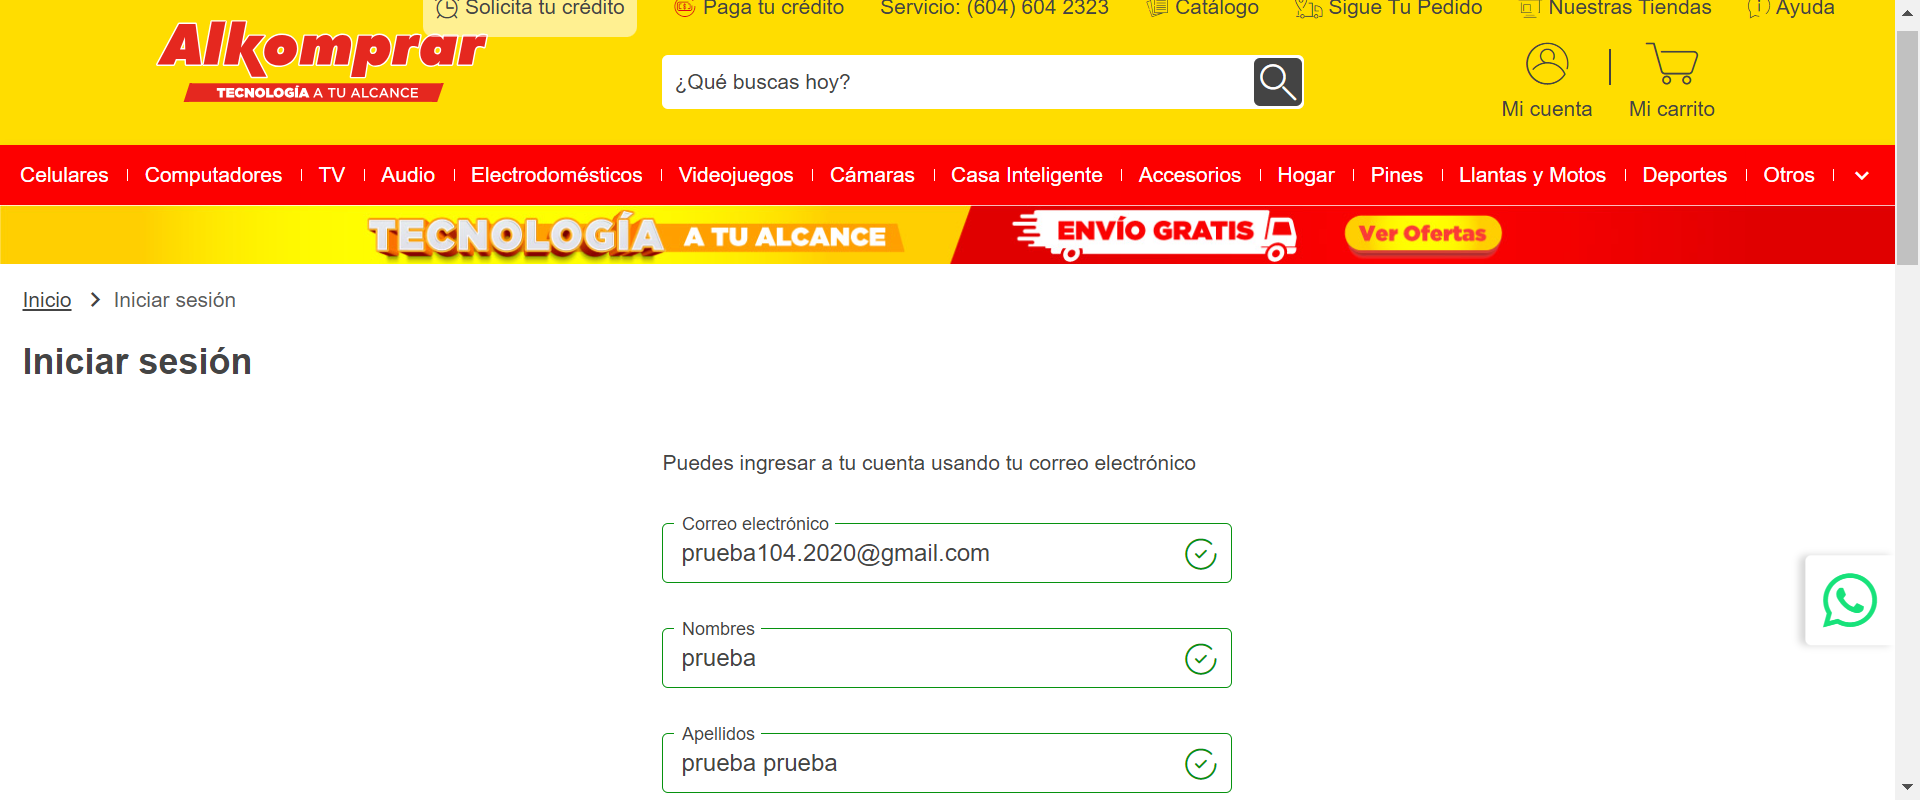 Solicita tu crédito Paga tu crédito Servicio: (604) 604 2323 Catálogo Sigue Tu Pedido Nuestras Tiendas Ayuda
Alkomprar
TECNOLOGÍA A TU ALCANCE
¿Qué buscas hoy?
Mi cuenta Mi carrito
Celulares Computadores TV Audio Electrodomésticos Videojuegos Cámaras Casa Inteligente Accesorios Hogar Pines Llantas y Motos Deportes Otros
TECNOLOGÍA A TU ALCANCE ENVÍO GRATIS Ver Ofertas
Inicio Iniciar sesión
Iniciar sesión
Puedes ingresar a tu cuenta usando tu correo electrónico
Correo electrónico
prueba104.2020@gmail.com
Nombres
prueba
Apellidos
prueba prueba